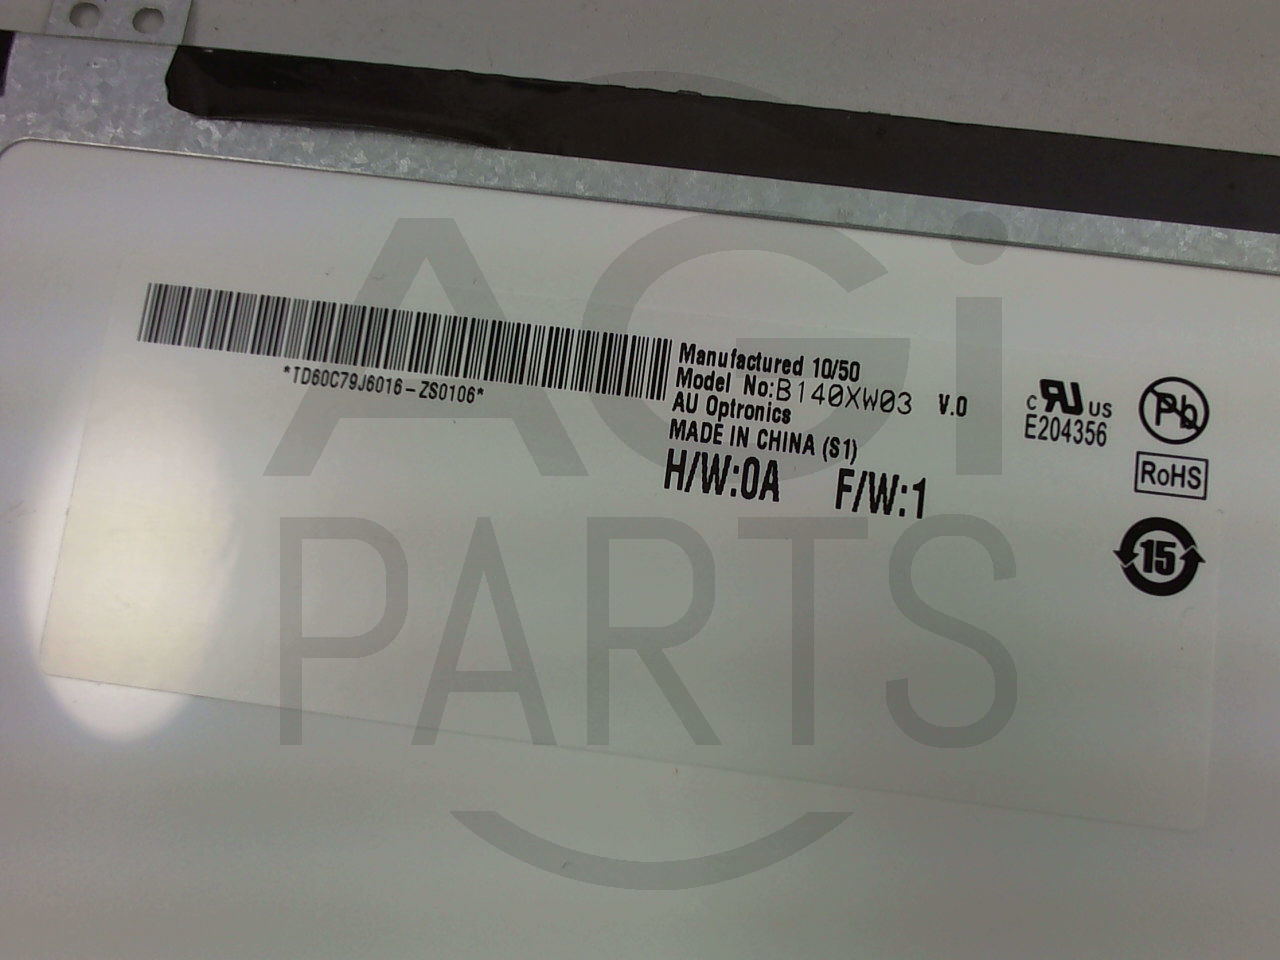 *TD60C79J6016-ZS0106*
Manufactured 10/50
Model No:B140XW03 V.0
AU Optronics
MADE IN CHINA (S1)
H/W:0A F/W:1
c RU US
E204356
Pb
RoHS
15
AGi
PARTS